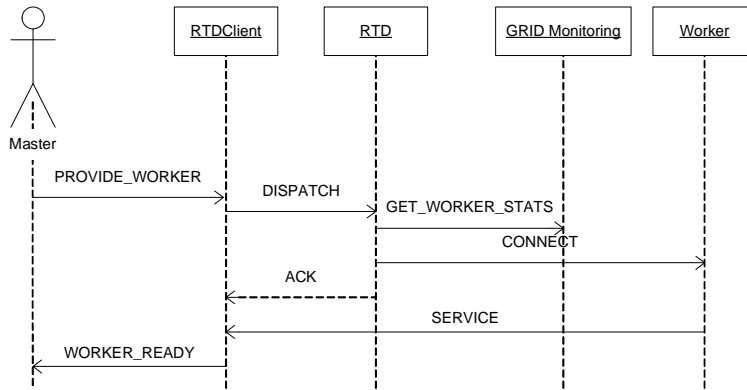 RTDClient
RTD
GRID Monitoring
Worker
Master
PROVIDE_WORKER
DISPATCH
GET_WORKER_STATS
CONNECT
ACK
SERVICE
WORKER_READY